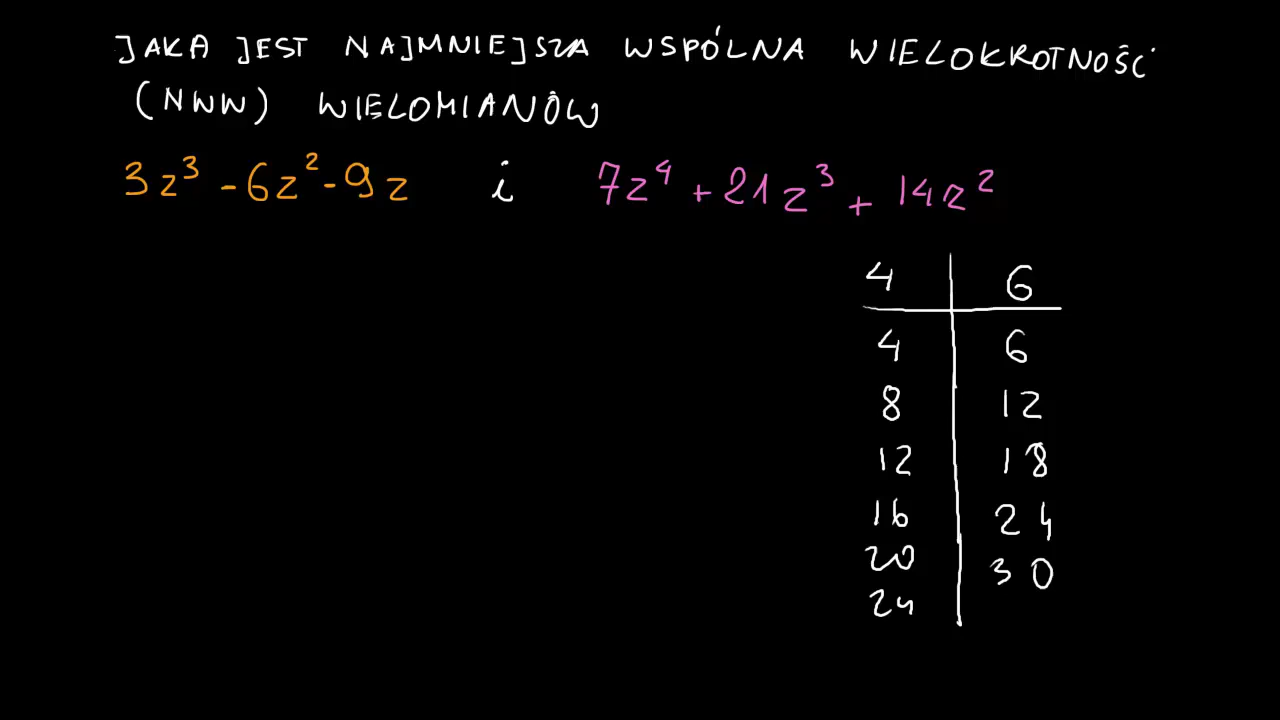 JAKA JEST NAJMNIEJSZA WSPÓLNA WIELOKROTNOŚĆ
(NWW) WIELOMIANÓW
3z³ - 6z² - 9z i 7z⁴ + 21z³ + 14z²
4 6
4 6
8 12
12 18
16 24
20 30
24